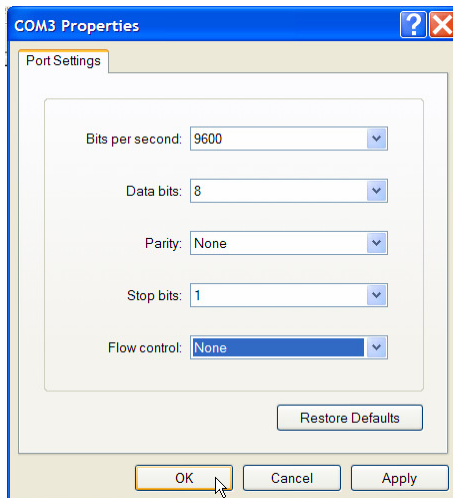 COM3 Properties
Port Settings
Bits per second: 9600
Data bits: 8
Parity: None
Stop bits: 1
Flow control: None
Restore Defaults
OK Cancel Apply